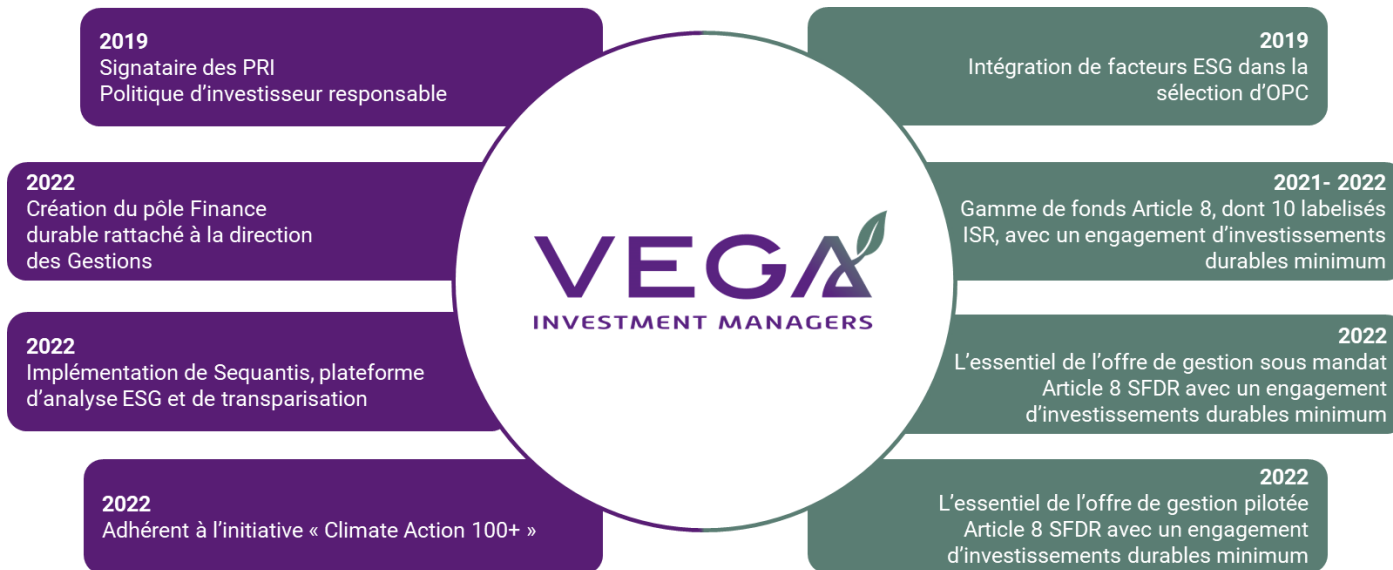 2019
Signataire des PRI
Politique d’investisseur responsable
2022
Création du pôle Finance
durable rattaché à la direction
des Gestions
2022
Implémentation de Sequantis, plateforme
d’analyse ESG et de transparisation
2022
Adhérent à l’initiative « Climate Action 100+ »
VEGA
INVESTMENT MANAGERS
2019
Intégration de facteurs ESG dans la
sélection d’OPC
2021- 2022
Gamme de fonds Article 8, dont 10 labelisés
ISR, avec un engagement d’investissements
durables minimum
2022
L’essentiel de l’offre de gestion sous mandat
Article 8 SFDR avec un engagement
d’investissements durables minimum
2022
L’essentiel de l’offre de gestion pilotée
Article 8 SFDR avec un engagement
d’investissements durables minimum